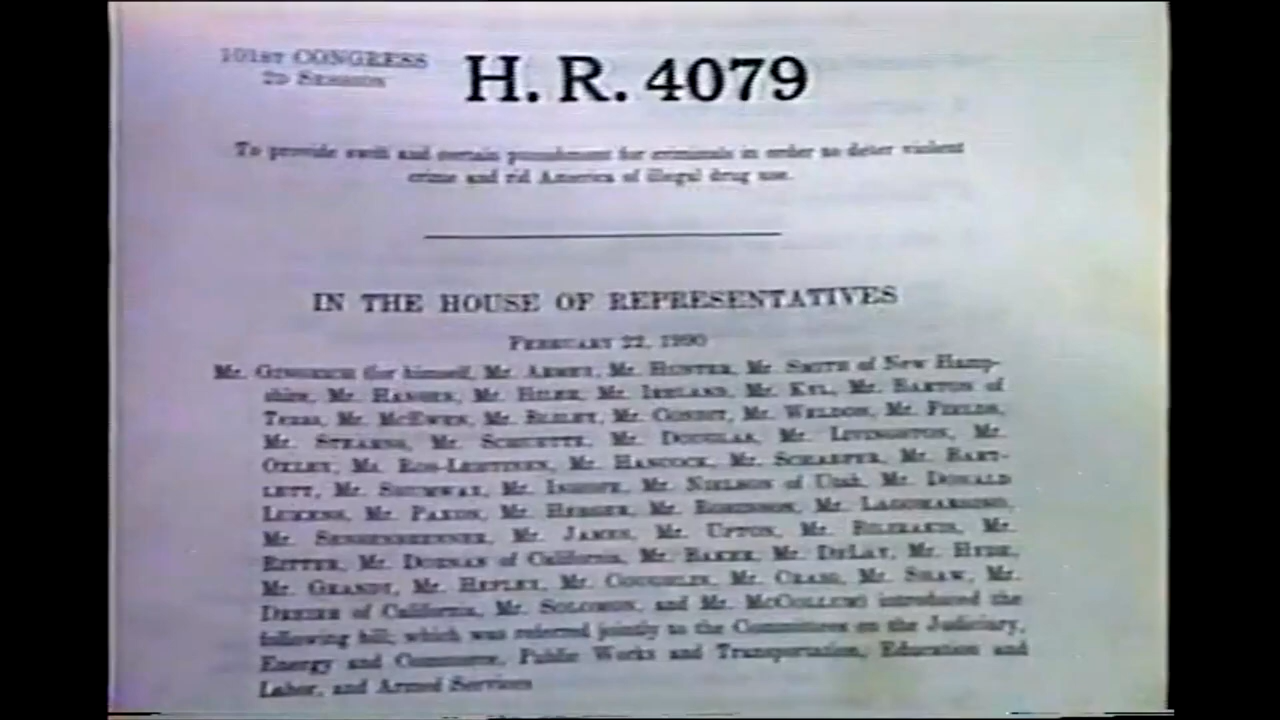 101ST CONGRESS
2D SESSION
H. R. 4079
To provide swift and certain punishment for criminals in order to deter violent
crime and rid America of illegal drug use.
IN THE HOUSE OF REPRESENTATIVES
FEBRUARY 22, 1990
Mr. GINGRICH (for himself, Mr. ARMEY, Mr. HUNTER, Mr. SMITH of New Hamp-
shire, Mr. HANSEN, Mr. HILER, Mr. IRELAND, Mr. KYL, Mr. BARTON of
Texas, Mr. MCEWEN, Mr. BLILEY, Mr. CONDIT, Mr. WELDON, Mr. FIELDS,
Mr. STEARNS, Mr. SCHUETTE, Mr. DOUGLAS, Mr. LIVINGSTON, Mr.
OXLEY, Ms. ROS-LEHTINEN, Mr. HANCOCK, Mr. SCHAEFER, Mr. BART-
LETT, Mr. SHUMWAY, Mr. INHOFE, Mr. NIELSON of Utah, Mr. DONALD
LUKENS, Mr. PAXON, Mr. HERGER, Mr. ROBINSON, Mr. LAGOMARSINO,
Mr. SENSENBRENNER, Mr. JAMES, Mr. UPTON, Mr. BILIRAKIS, Mr.
RITTER, Mr. DORNAN of California, Mr. BAKER, Mr. DELAY, Mr. HYDE,
Mr. GRANDY, Mr. HEFLEY, Mr. COUGHLIN, Mr. CRAIG, Mr. SHAW, Mr.
DREIER of California, Mr. SOLOMON, and Mr. MCCOLLUM) introduced the
following bill; which was referred jointly to the Committees on the Judiciary,
Energy and Commerce, Public Works and Transportation, Education and
Labor, and Armed Services